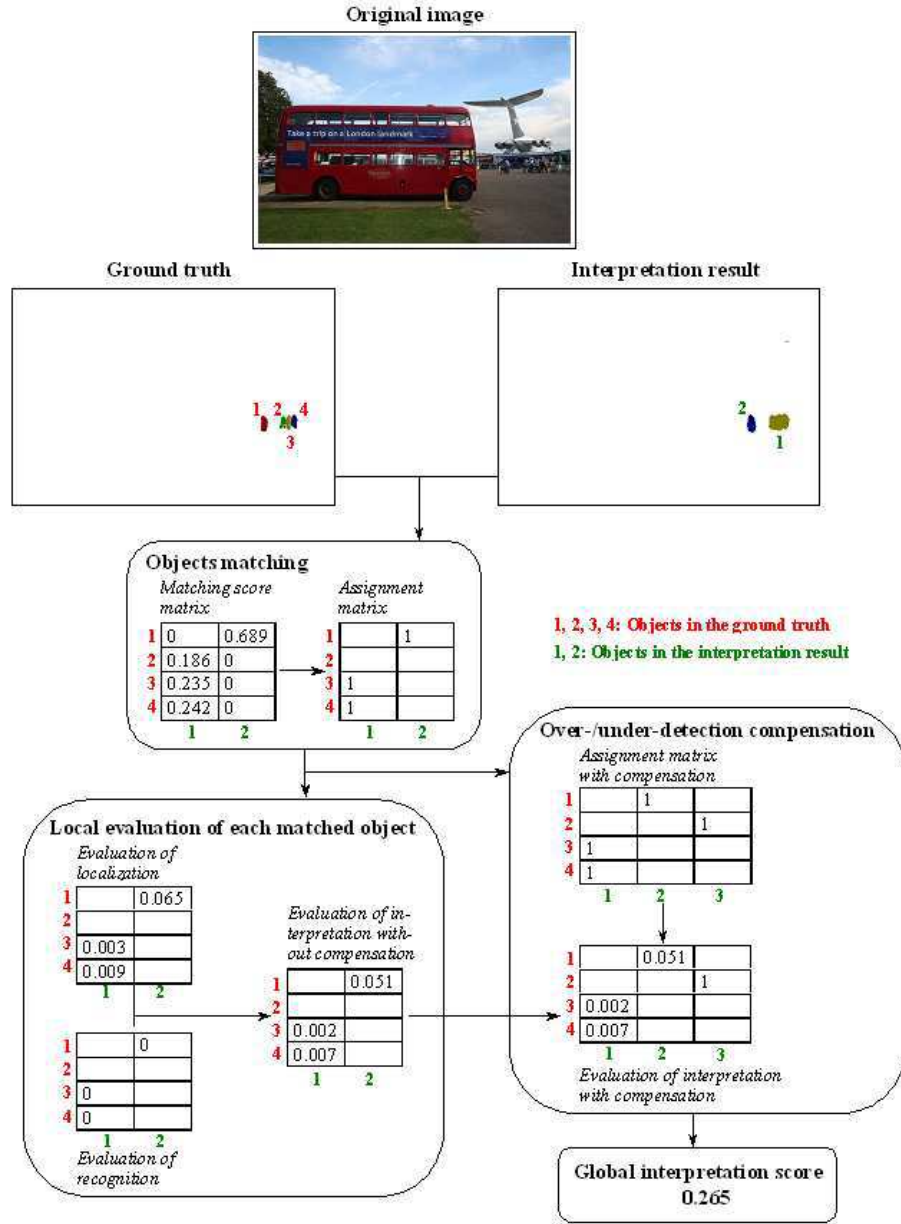 Original image
Take a trip on a London landmark
Ground truth
Interpretation result
1 2 4
3
2
1
Objects matching
Matching score
matrix
Assignment
matrix
1 0 0.689
2 0.186 0
3 0.235 0
4 0.242 0
1 2
1 1
2
3 1
4 1
1 2
1, 2, 3, 4: Objects in the ground truth
1, 2: Objects in the interpretation result
Over-/under-detection compensation
Assignment matrix
with compensation
1 1
2 1
3 1
4 1
1 2 3
Local evaluation of each matched object
Evaluation of
localization
1 0.065
2
3 0.003
4 0.009
1 2
Evaluation of in-
terpretation with-
out compensation
1 0.051
2
3 0.002
4 0.007
1 2
1 0
2
3 0
4 0
1 2
Evaluation of
recognition
1 0.051
2 1
3 0.002
4 0.007
1 2 3
Evaluation of interpretation
with compensation
Global interpretation score
0.265